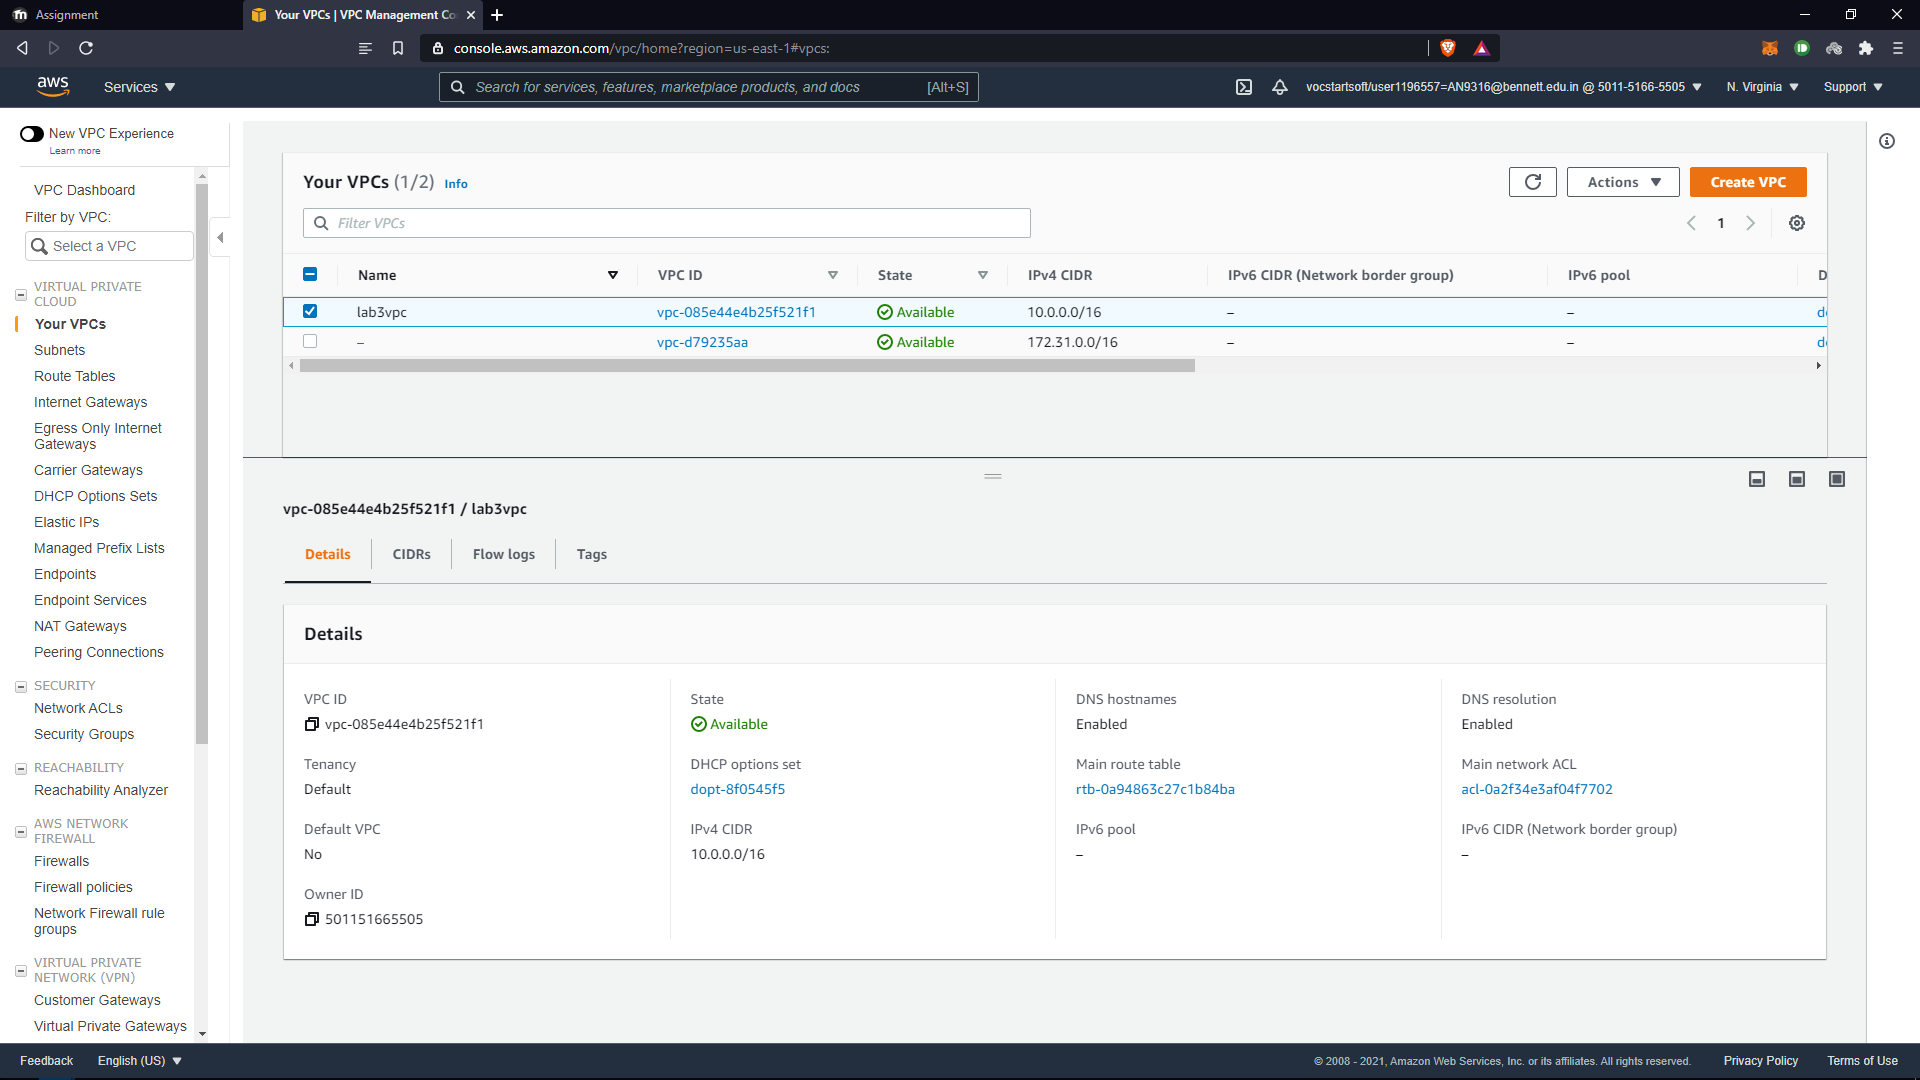 Assignment
Your VPCs | VPC Management Co
console.aws.amazon.com/vpc/home?region=us-east-1#vpcs:
aws
Services
Search for services, features, marketplace products, and docs
[Alt+S]
vocstartsoft/user1196557=AN9316@bennett.edu.in @ 5011-5166-5505
N. Virginia
Support
New VPC Experience
Learn more
VPC Dashboard
Filter by VPC:
Select a VPC
VIRTUAL PRIVATE
CLOUD
Your VPCs
Subnets
Route Tables
Internet Gateways
Egress Only Internet
Gateways
Carrier Gateways
DHCP Options Sets
Elastic IPs
Managed Prefix Lists
Endpoints
Endpoint Services
NAT Gateways
Peering Connections
SECURITY
Network ACLs
Security Groups
REACHABILITY
Reachability Analyzer
AWS NETWORK
FIREWALL
Firewalls
Firewall policies
Network Firewall rule
groups
VIRTUAL PRIVATE
NETWORK (VPN)
Customer Gateways
Virtual Private Gateways
Your VPCs (1/2) Info
Actions
Create VPC
Filter VPCs
1
Name VPC ID State IPv4 CIDR IPv6 CIDR (Network border group) IPv6 pool D
lab3vpc vpc-085e44e4b25f521f1 Available 10.0.0.0/16 – – d
– vpc-d79235aa Available 172.31.0.0/16 – – d
vpc-085e44e4b25f521f1 / lab3vpc
Details CIDRs Flow logs Tags
Details
VPC ID
vpc-085e44e4b25f521f1
State
Available
DNS hostnames
Enabled
DNS resolution
Enabled
Tenancy
Default
DHCP options set
dopt-8f0545f5
Main route table
rtb-0a94863c27c1b84ba
Main network ACL
acl-0a2f34e3af04f7702
Default VPC
No
IPv4 CIDR
10.0.0.0/16
IPv6 pool
–
IPv6 CIDR (Network border group)
–
Owner ID
501151665505
Feedback
English (US)
© 2008 - 2021, Amazon Web Services, Inc. or its affiliates. All rights reserved.
Privacy Policy
Terms of Use